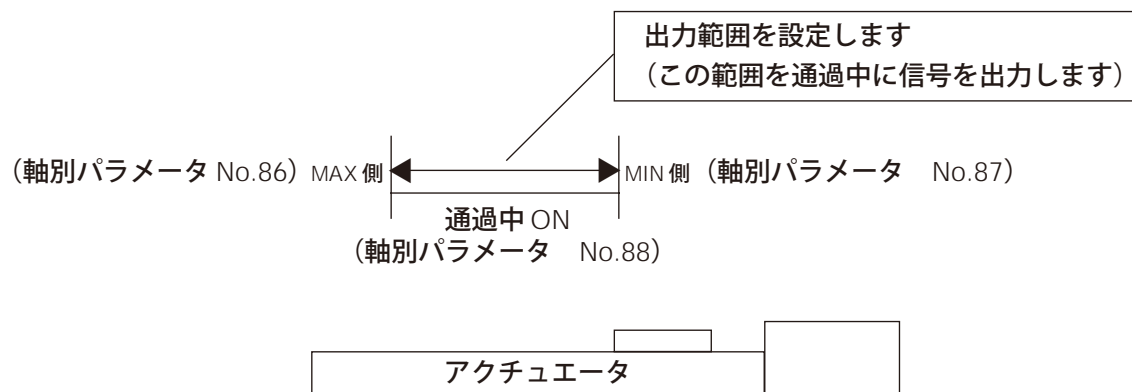 出力範囲を設定します
（この範囲を通過中に信号を出力します）
（軸別パラメータ No.86）MAX 側 MIN 側（軸別パラメータ　No.87）
通過中 ON
（軸別パラメータ　No.88）
アクチュエータ